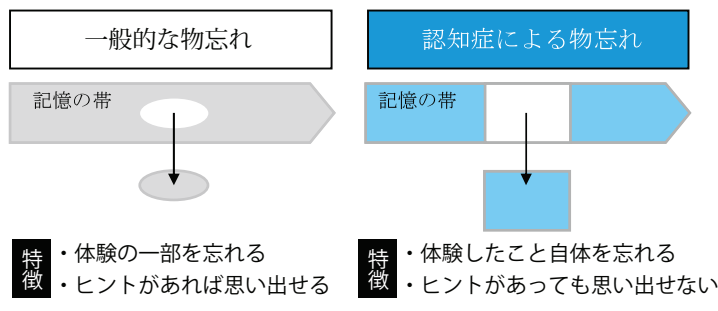 一般的な物忘れ
記憶の帯
特徴
・体験の一部を忘れる
・ヒントがあれば思い出せる
認知症による物忘れ
記憶の帯
特徴
・体験したこと自体を忘れる
・ヒントがあっても思い出せない